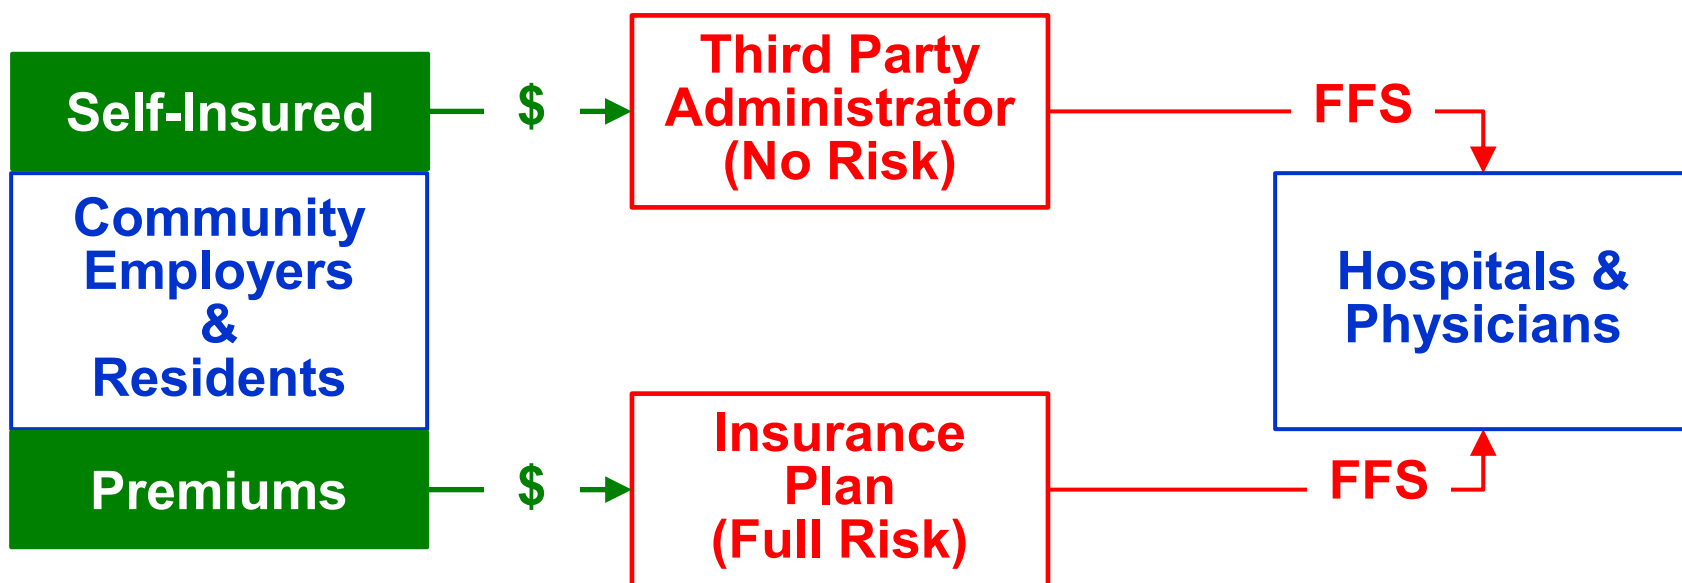 Self-Insured
Community
Employers
&
Residents
Premiums
$
$
Third Party
Administrator
(No Risk)
Insurance
Plan
(Full Risk)
FFS
FFS
Hospitals &
Physicians